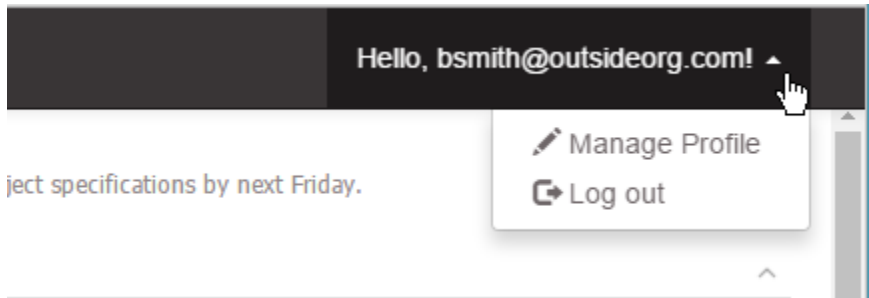 Hello, bsmith@outsideorg.com!
Manage Profile
ject specifications by next Friday.
Log out